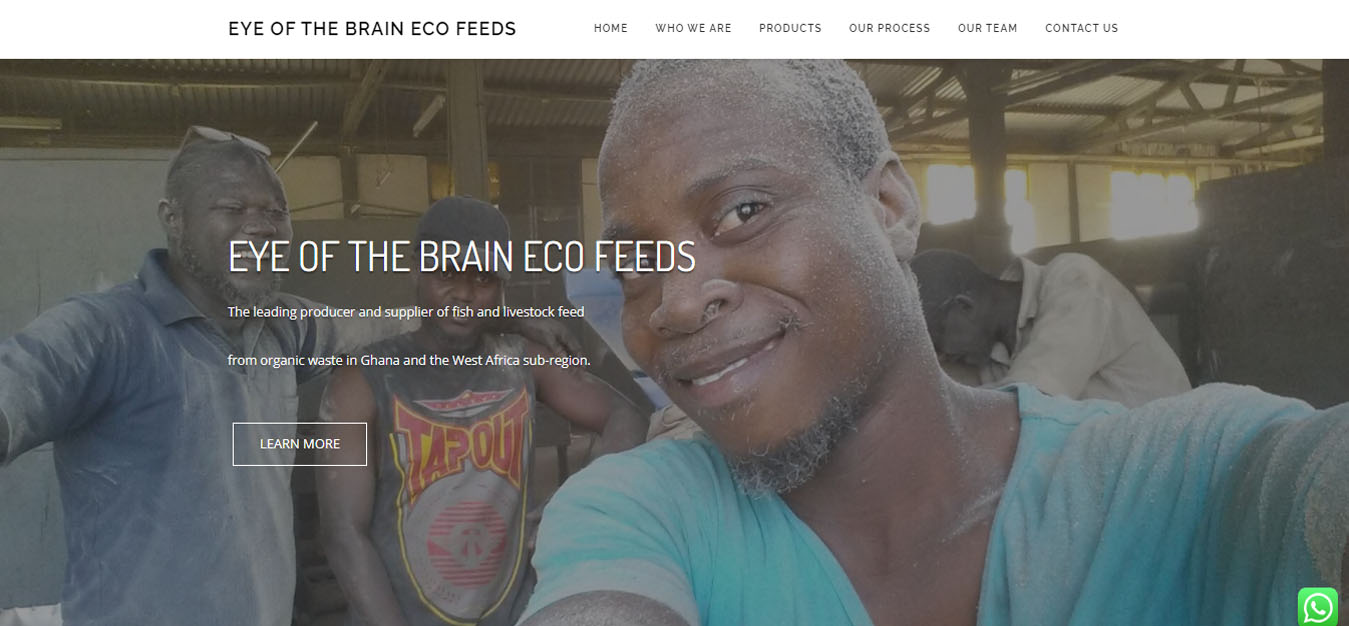 EYE OF THE BRAIN ECO FEEDS
HOME
WHO WE ARE
PRODUCTS
OUR PROCESS
OUR TEAM
CONTACT US
EYE OF THE BRAIN ECO FEEDS
The leading producer and supplier of fish and livestock feed
from organic waste in Ghana and the West Africa sub-region.
TAPOUT
LEARN MORE